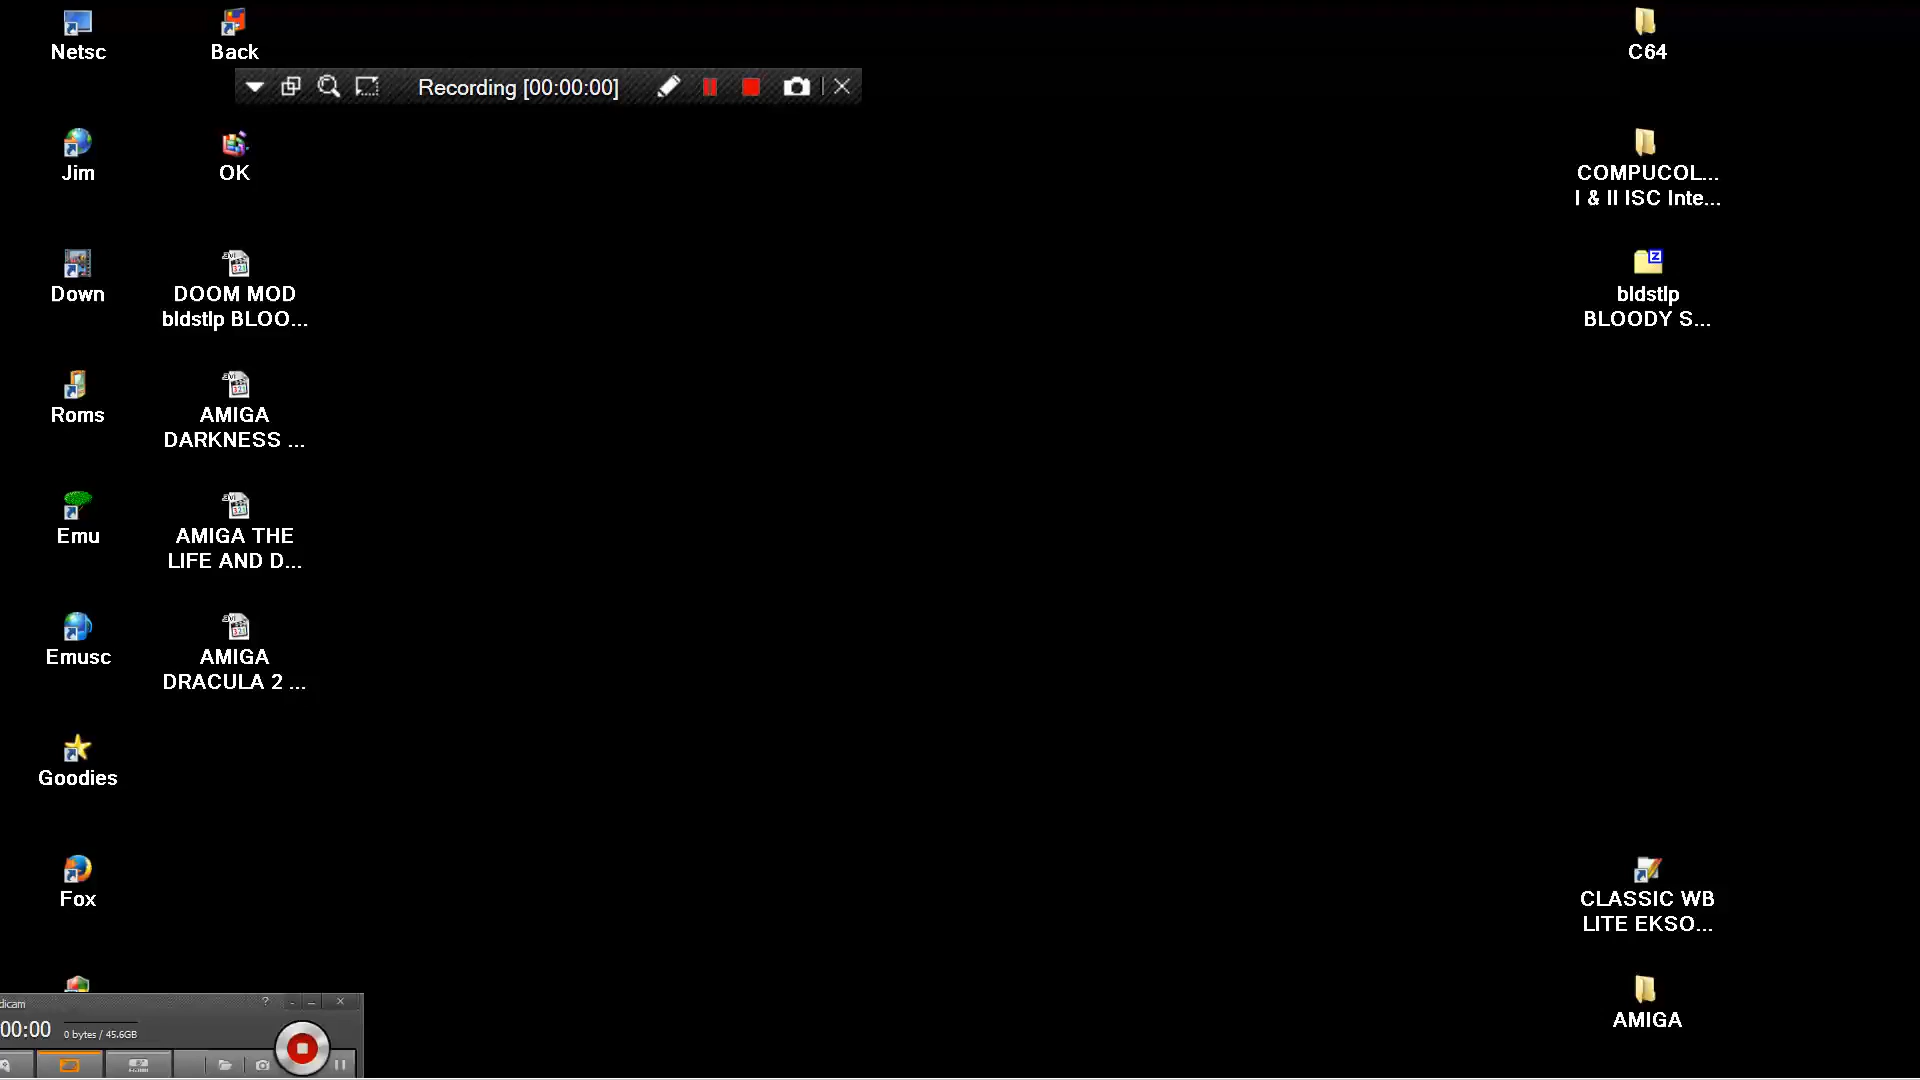 Netsc
Back
C64
Recording [00:00:00]
Jim
OK
COMPUCOL...
I & II ISC Inte...
Down
DOOM MOD
bldstlp BLOO...
bldstlp
BLOODY S...
Roms
AMIGA
DARKNESS ...
Emu
AMIGA THE
LIFE AND D...
Emusc
AMIGA
DRACULA 2 ...
Goodies
Fox
CLASSIC WB
LITE EKSO...
AMIGA
dicam
00:00
0 bytes / 45.6GB